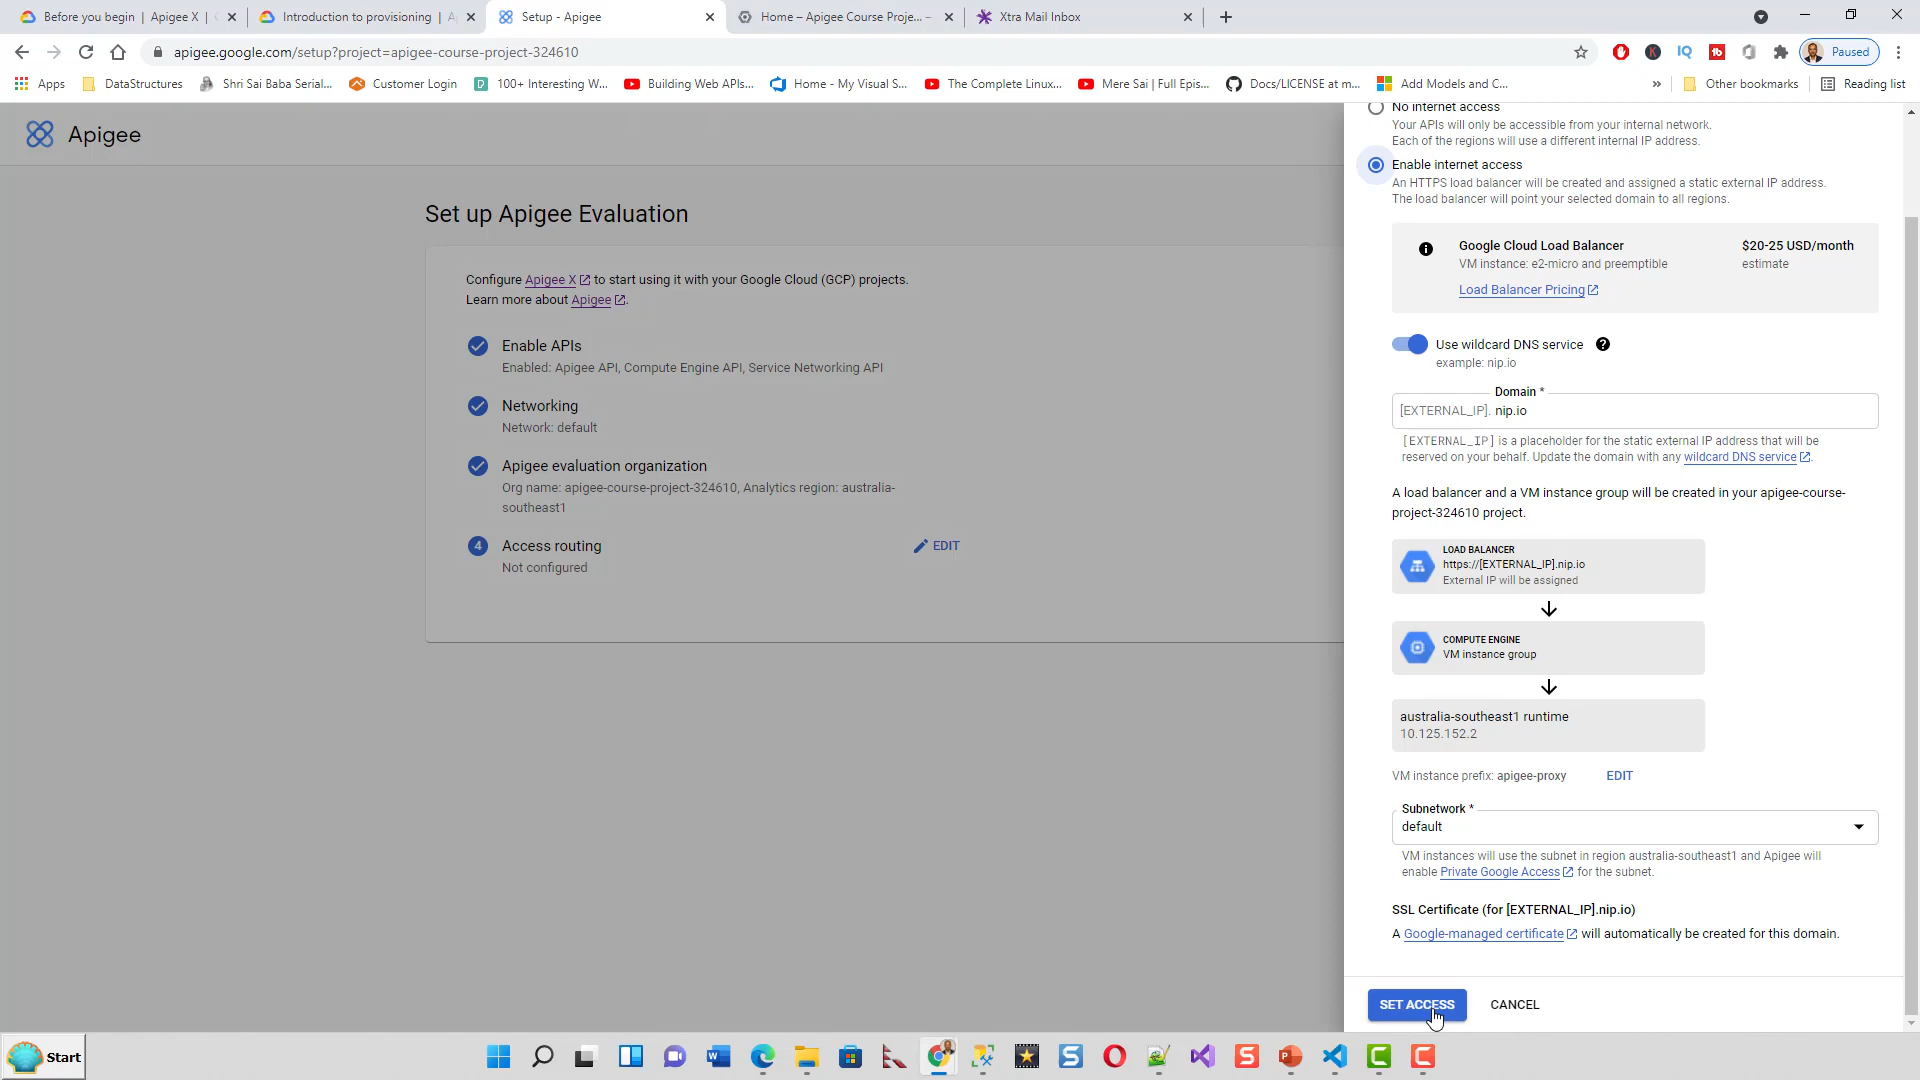 Before you begin | Apigee X |
Introduction to provisioning |
Setup - Apigee
Home – Apigee Course Proje... –
Xtra Mail Inbox
apigee.google.com/setup?project=apigee-course-project-324610
Paused
Apps
DataStructures
Shri Sai Baba Serial...
Customer Login
100+ Interesting W...
Building Web APIs...
Home - My Visual S...
The Complete Linux...
Mere Sai | Full Epis...
Docs/LICENSE at m...
Add Models and C...
»
Other bookmarks
Reading list
Apigee
Set up Apigee Evaluation
Configure Apigee X to start using it with your Google Cloud (GCP) projects.
Learn more about Apigee.
Enable APIs
Enabled: Apigee API, Compute Engine API, Service Networking API
Networking
Network: default
Apigee evaluation organization
Org name: apigee-course-project-324610, Analytics region: australia-
southeast1
4 Access routing
EDIT
Not configured
No internet access
Your APIs will only be accessible from your internal network.
Each of the regions will use a different internal IP address.
Enable internet access
An HTTPS load balancer will be created and assigned a static external IP address.
The load balancer will point your selected domain to all regions.
Google Cloud Load Balancer
$20-25 USD/month
VM instance: e2-micro and preemptible
estimate
Load Balancer Pricing
Use wildcard DNS service
example: nip.io
Domain *
[EXTERNAL_IP]. nip.io
[EXTERNAL_IP] is a placeholder for the static external IP address that will be
reserved on your behalf. Update the domain with any wildcard DNS service.
A load balancer and a VM instance group will be created in your apigee-course-
project-324610 project.
LOAD BALANCER
https://[EXTERNAL_IP].nip.io
External IP will be assigned
COMPUTE ENGINE
VM instance group
australia-southeast1 runtime
10.125.152.2
VM instance prefix: apigee-proxy
EDIT
Subnetwork *
default
VM instances will use the subnet in region australia-southeast1 and Apigee will
enable Private Google Access for the subnet.
SSL Certificate (for [EXTERNAL_IP].nip.io)
A Google-managed certificate will automatically be created for this domain.
SET ACCESS
CANCEL
Start